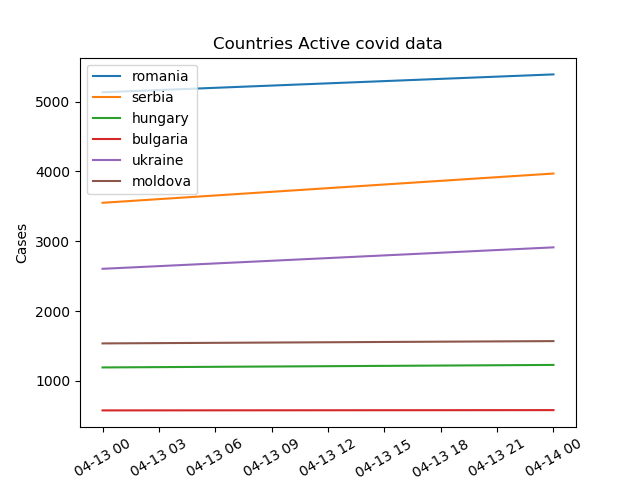 Countries Active covid data
romania
serbia
hungary
bulgaria
ukraine
moldova
Cases
5000
4000
3000
2000
1000
04-13 00
04-13 03
04-13 06
04-13 09
04-13 12
04-13 15
04-13 18
04-13 21
04-14 00